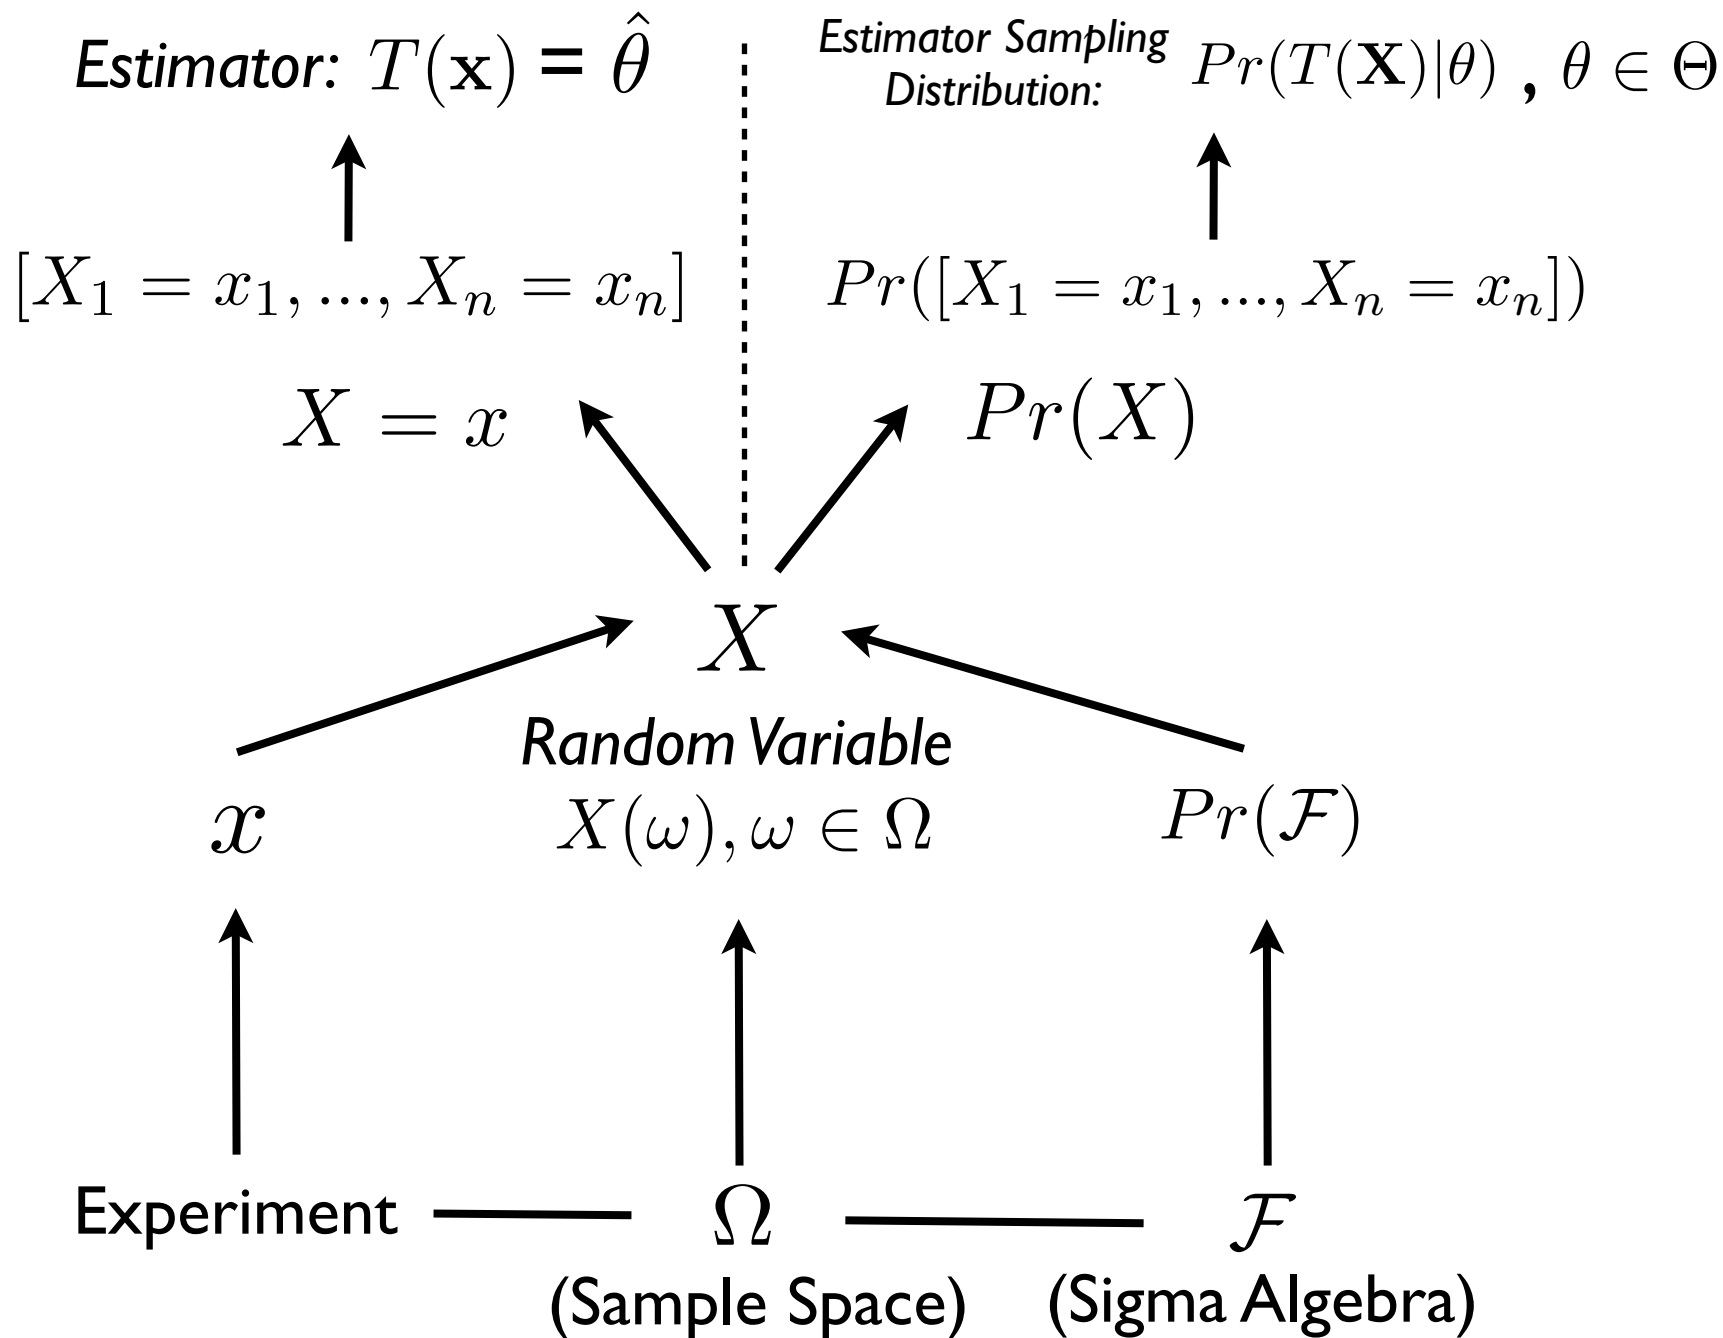 Estimator: T(𝐱) = θ̂
Estimator Sampling
Distribution: Pr(T(𝐗)|θ) , θ ∈ Θ
[X₁ = x₁, ..., Xₙ = xₙ]
Pr([X₁ = x₁, ..., Xₙ = xₙ])
X = x
Pr(X)
X
Random Variable
x
X(ω), ω ∈ Ω
Pr(ℱ)
Experiment
Ω
ℱ
(Sample Space)
(Sigma Algebra)